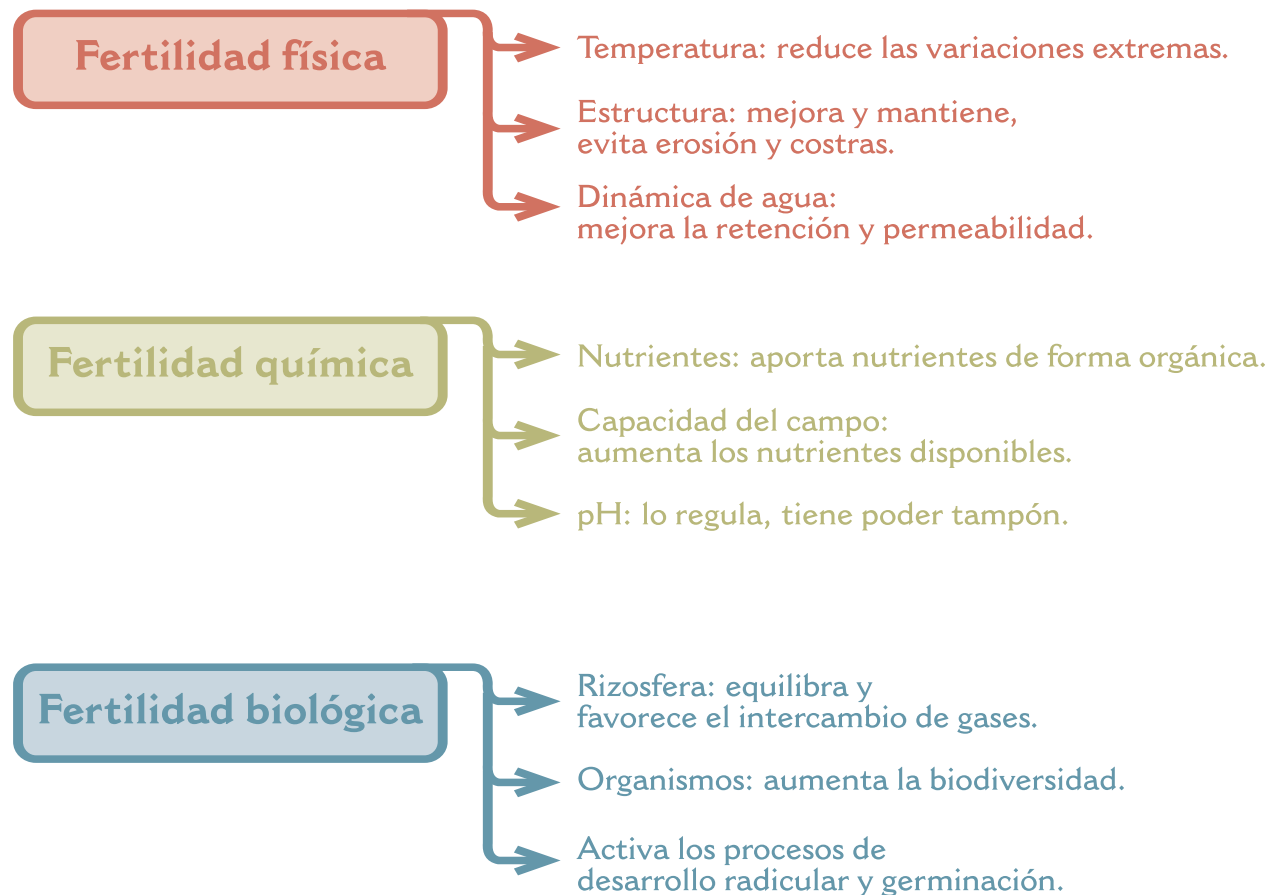 Fertilidad física
Temperatura: reduce las variaciones extremas.
Estructura: mejora y mantiene,
evita erosión y costras.
Dinámica de agua:
mejora la retención y permeabilidad.
Fertilidad química
Nutrientes: aporta nutrientes de forma orgánica.
Capacidad del campo:
aumenta los nutrientes disponibles.
pH: lo regula, tiene poder tampón.
Fertilidad biológica
Rizosfera: equilibra y
favorece el intercambio de gases.
Organismos: aumenta la biodiversidad.
Activa los procesos de
desarrollo radicular y germinación.